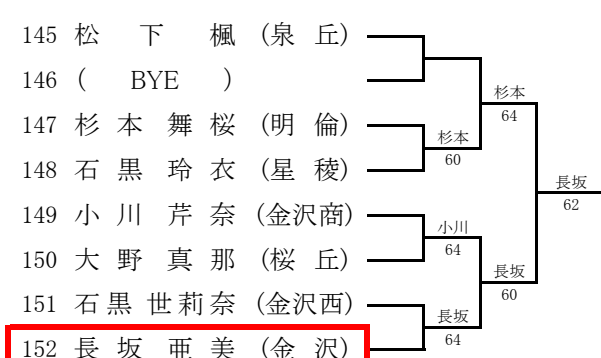 145 松下 楓 (泉丘)
146 ( BYE )
杉本
64
147 杉本 舞桜 (明倫)
杉本
60
148 石黒 玲衣 (星稜)
長坂
62
149 小川 芹奈 (金沢商)
小川
64
150 大野 真那 (桜丘)
長坂
60
151 石黒 世莉奈 (金沢西)
長坂
64
152 長坂 亜美 (金沢)